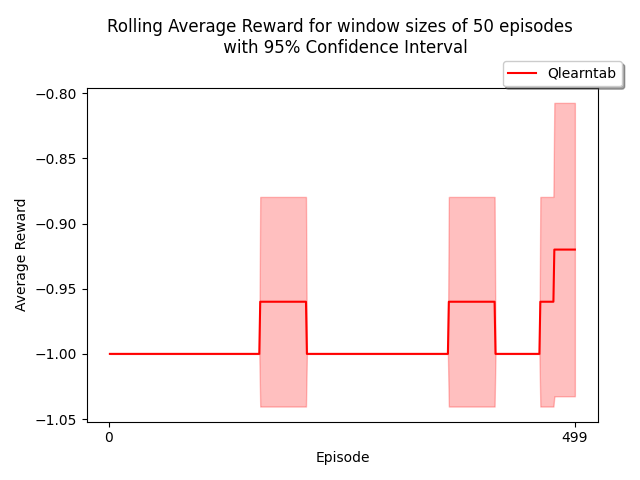 Rolling Average Reward for window sizes of 50 episodes
with 95% Confidence Interval
Qlearntab
−0.80
−0.85
−0.90
−0.95
−1.00
−1.05
Average Reward
0
499
Episode